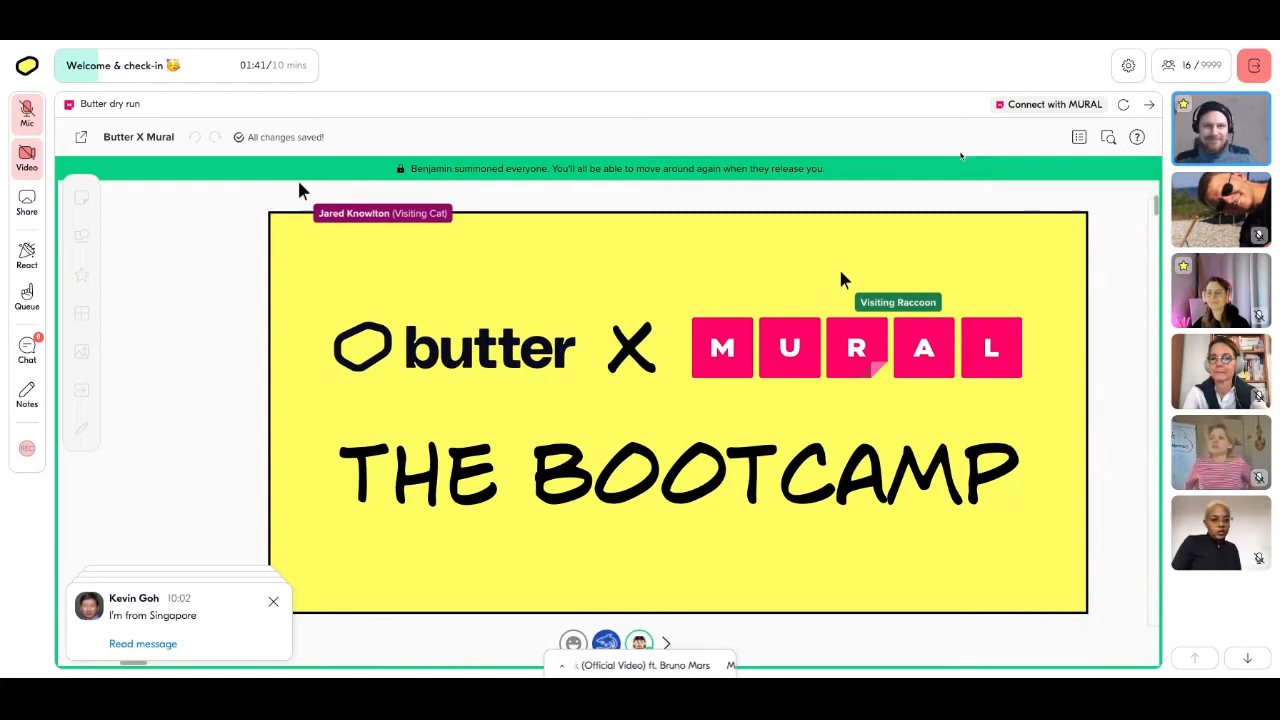 Welcome & check-in 🥳 01:41/10 mins
16 / 9999
Butter dry run
Connect with MURAL
Butter X Mural
All changes saved!
Benjamin summoned everyone. You'll all be able to move around again when they release you.
Mic
Video
Share
React
Queue
8
Chat
Notes
REC
Jared Knowlton (Visiting Cat)
Visiting Raccoon
butter X MURAL
THE BOOTCAMP
Kevin Goh 10:02
I'm from Singapore
Read message
(Official Video) ft. Bruno Mars